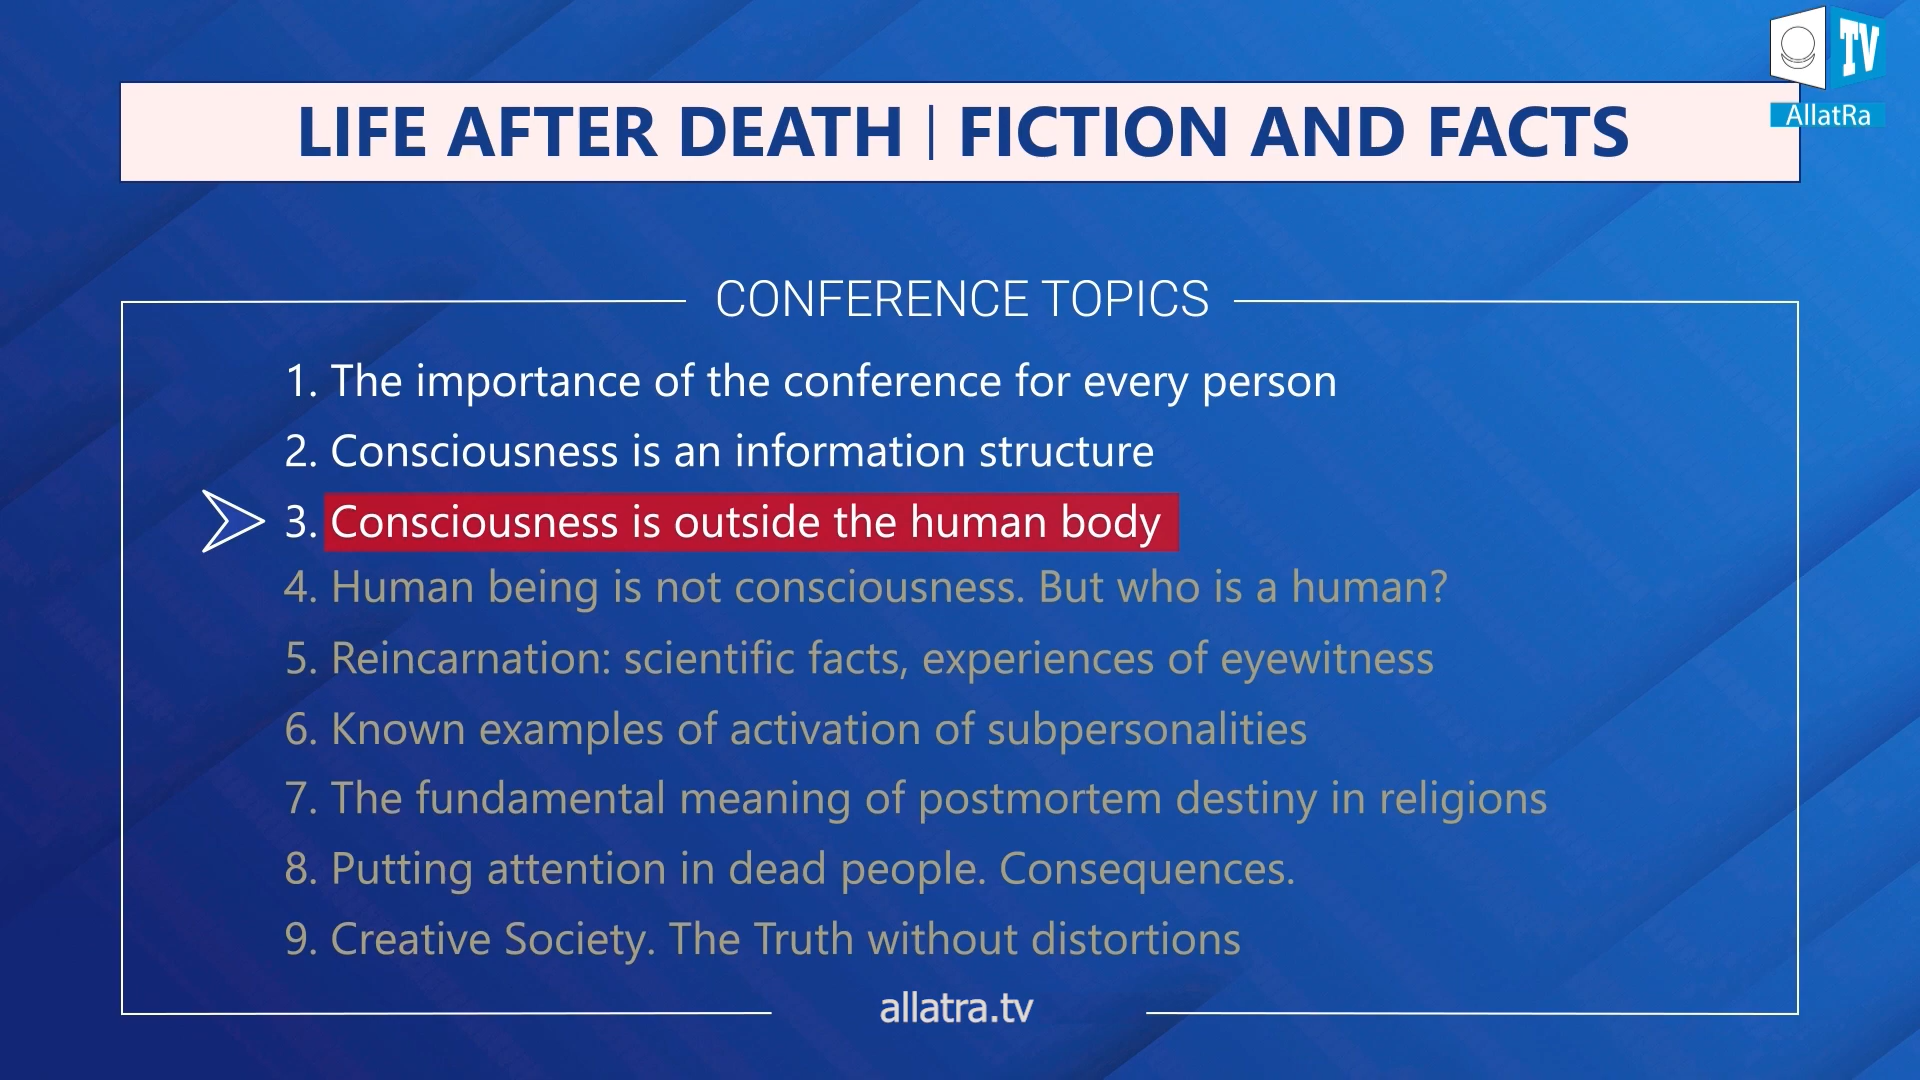 TV
AllatRa
LIFE AFTER DEATH | FICTION AND FACTS
CONFERENCE TOPICS
1. The importance of the conference for every person
2. Consciousness is an information structure
3. Consciousness is outside the human body
4. Human being is not consciousness. But who is a human?
5. Reincarnation: scientific facts, experiences of eyewitness
6. Known examples of activation of subpersonalities
7. The fundamental meaning of postmortem destiny in religions
8. Putting attention in dead people. Consequences.
9. Creative Society. The Truth without distortions
allatra.tv